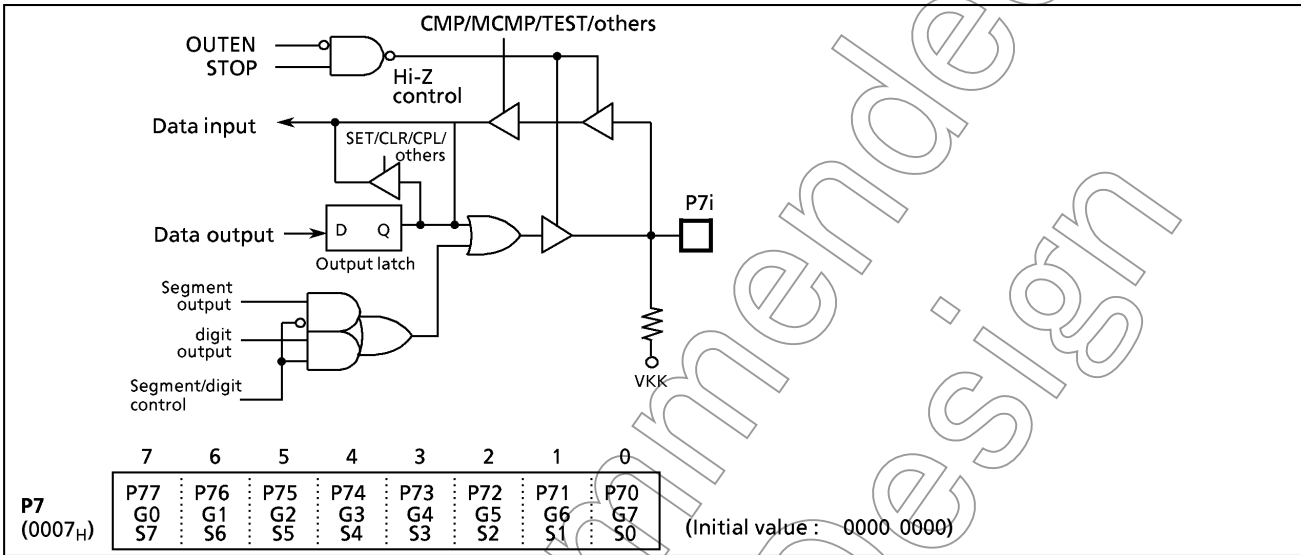 CMP/MCMP/TEST/others
OUTEN
STOP
Hi-Z
control
Data input
SET/CLR/CPL/
others
P7i
Data output
D Q
Output latch
Segment
output
digit
output
Segment/digit
control
VKK
7 6 5 4 3 2 1 0
P7
(0007H)
P77 P76 P75 P74 P73 P72 P71 P70
G0 G1 G2 G3 G4 G5 G6 G7
S7 S6 S5 S4 S3 S2 S1 S0
(Initial value : 0000 0000)
mmende
esign